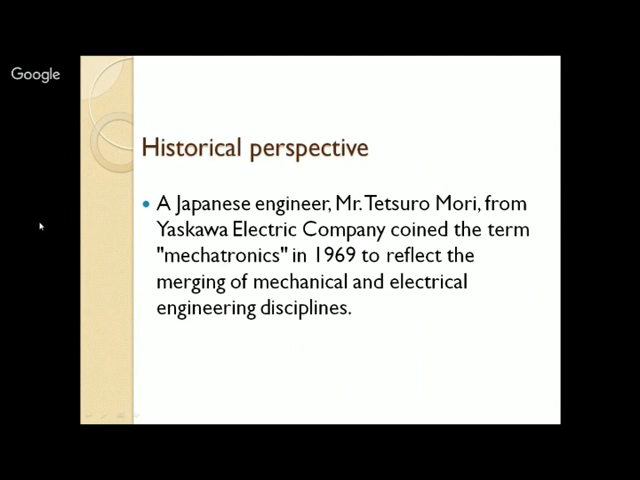 Google
Historical perspective
• A Japanese engineer, Mr. Tetsuro Mori, from
Yaskawa Electric Company coined the term
"mechatronics" in 1969 to reflect the
merging of mechanical and electrical
engineering disciplines.